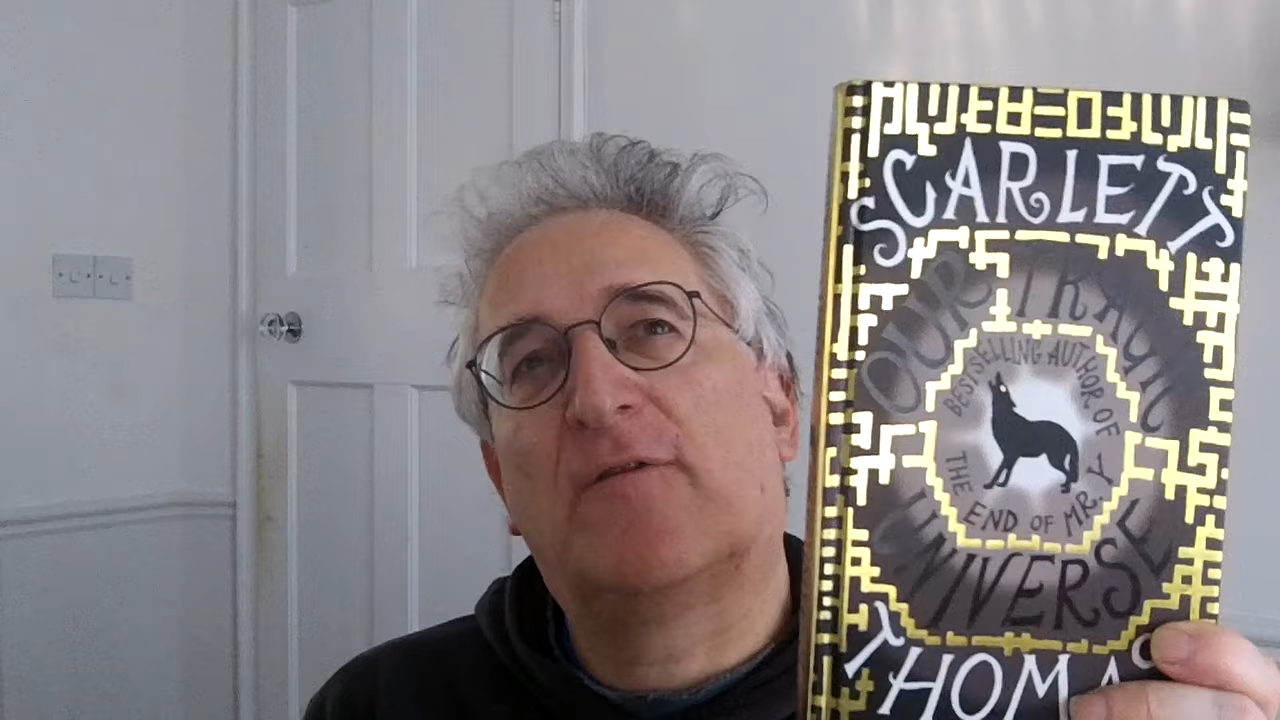 SCARLETT
OUR TRAGIC
BESTSELLING AUTHOR OF
THE END OF MR. Y
UNIVERSE
THOMAS